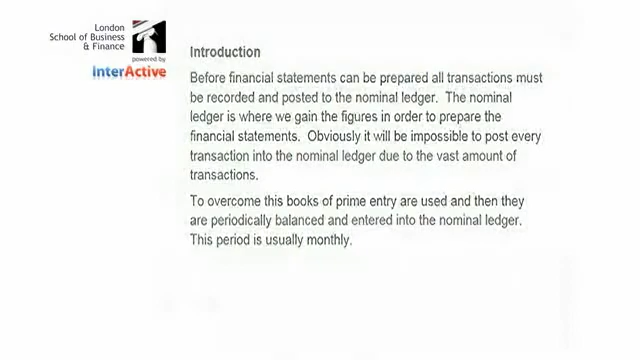 London
School of Business
& Finance
powered by
InterActive
Introduction
Before financial statements can be prepared all transactions must
be recorded and posted to the nominal ledger.  The nominal
ledger is where we gain the figures in order to prepare the
financial statements.  Obviously it will be impossible to post every
transaction into the nominal ledger due to the vast amount of
transactions.
To overcome this books of prime entry are used and then they
are periodically balanced and entered into the nominal ledger.
This period is usually monthly.